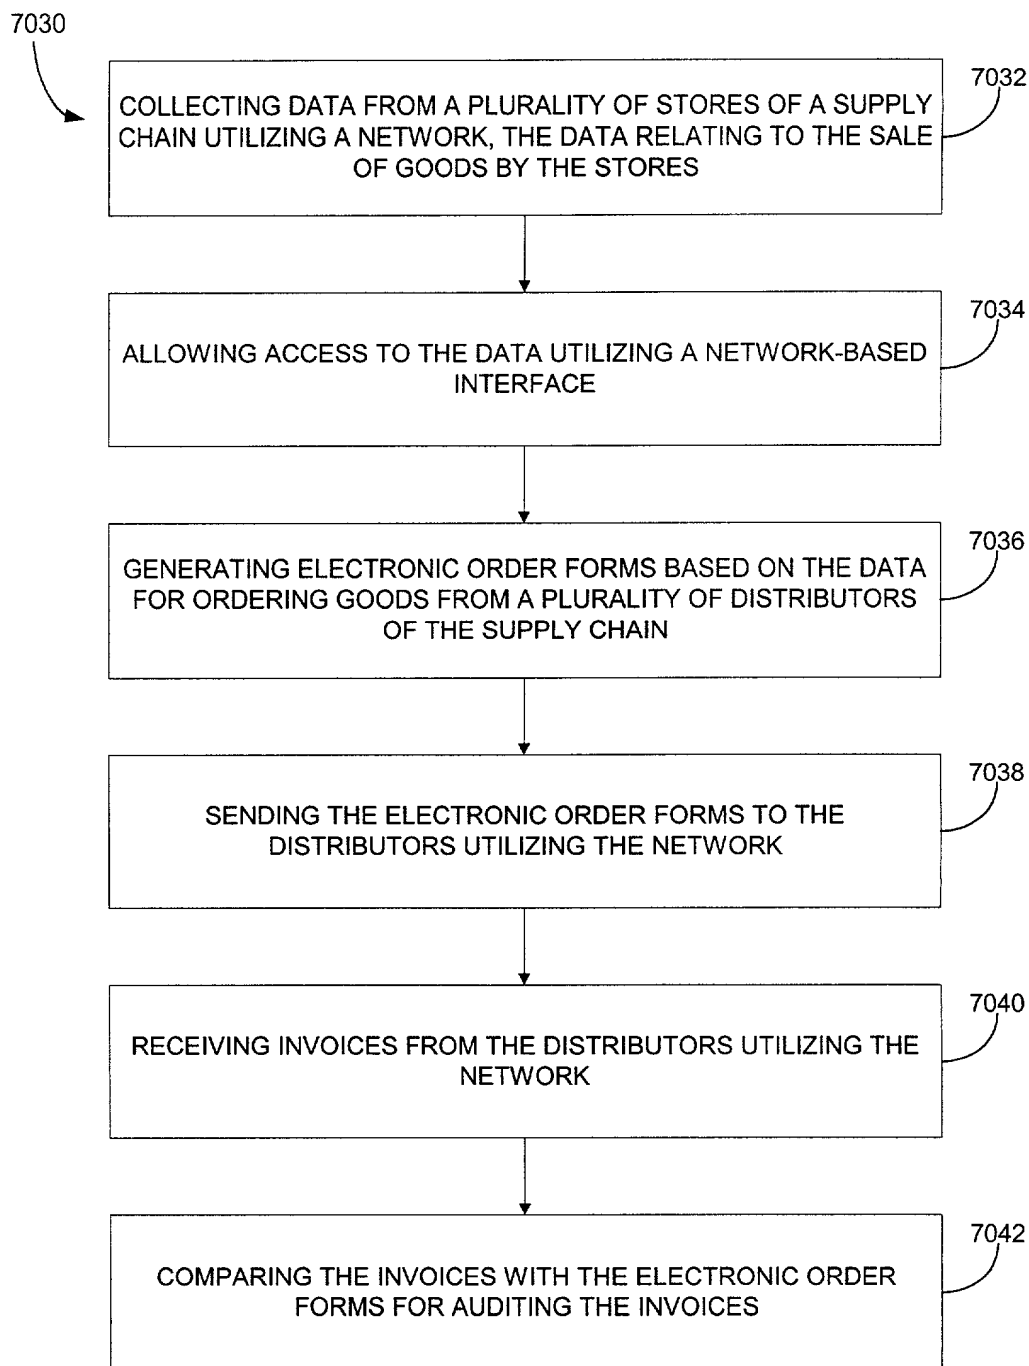 7030
7032
COLLECTING DATA FROM A PLURALITY OF STORES OF A SUPPLY
CHAIN UTILIZING A NETWORK, THE DATA RELATING TO THE SALE
OF GOODS BY THE STORES
7034
ALLOWING ACCESS TO THE DATA UTILIZING A NETWORK-BASED
INTERFACE
7036
GENERATING ELECTRONIC ORDER FORMS BASED ON THE DATA
FOR ORDERING GOODS FROM A PLURALITY OF DISTRIBUTORS
OF THE SUPPLY CHAIN
7038
SENDING THE ELECTRONIC ORDER FORMS TO THE
DISTRIBUTORS UTILIZING THE NETWORK
7040
RECEIVING INVOICES FROM THE DISTRIBUTORS UTILIZING THE
NETWORK
7042
COMPARING THE INVOICES WITH THE ELECTRONIC ORDER
FORMS FOR AUDITING THE INVOICES